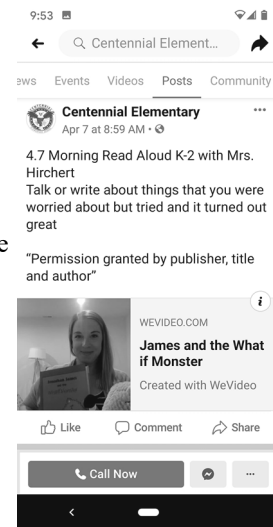 9:53
Centennial Element...
ews Events Videos Posts Community
Centennial Elementary
Apr 7 at 8:59 AM •
4.7 Morning Read Aloud K-2 with Mrs.
Hirchert
Talk or write about things that you were
worried about but tried and it turned out
great
e
"Permission granted by publisher, title
and author"
i
WEVIDEO.COM
James and the What
if Monster
Created with WeVideo
Like Comment Share
Call Now ...